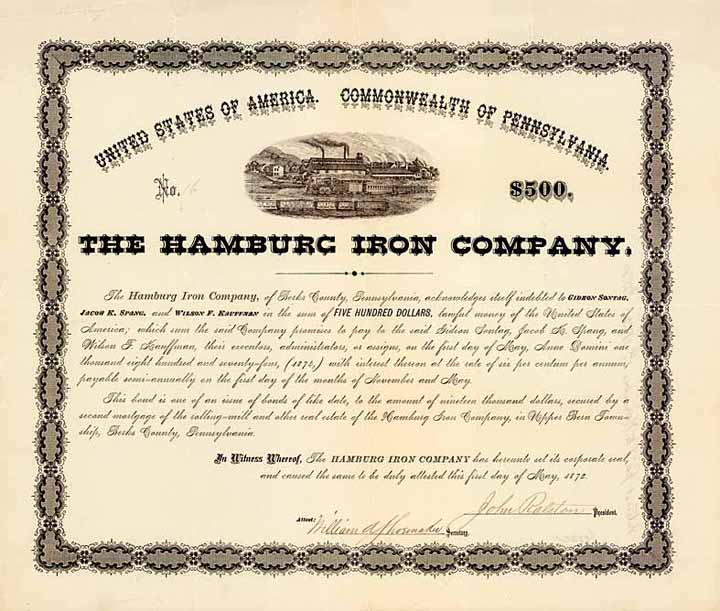 UNITED STATES OF AMERICA. COMMONWEALTH OF PENNSYLVANIA.
No. 16
$500.
THE HAMBURG IRON COMPANY.
The Hamburg Iron Company, of Berks County, Pennsylvania, acknowledges itself indebted to GIDEON SONTAG,
JACOB K. SPANG, and WILSON F. KAUFFMAN in the sum of FIVE HUNDRED DOLLARS, lawful money of the United States of
America; which sum the said Company promises to pay to the said Gideon Sontag, Jacob K. Spang, and
Wilson F. Kauffman, their executors, administrators, or assigns, on the first day of May, Anno Domini one
thousand eight hundred and seventy-four, (1874,) with interest thereon at the rate of six per centum per annum,
payable semi-annually on the first day of the months of November and May.
This bond is one of an issue of bonds of like date, to the amount of nineteen thousand dollars, secured by a
second mortgage of the rolling-mill and other real estate of the Hamburg Iron Company, in Upper Bern Town-
ship, Berks County, Pennsylvania.
In Witness Whereof, The HAMBURG IRON COMPANY has hereunto set its corporate seal,
and caused the same to be duly attested this first day of May, 1872.
John Ralston President.
Attest: William A Shoemaker Secretary.